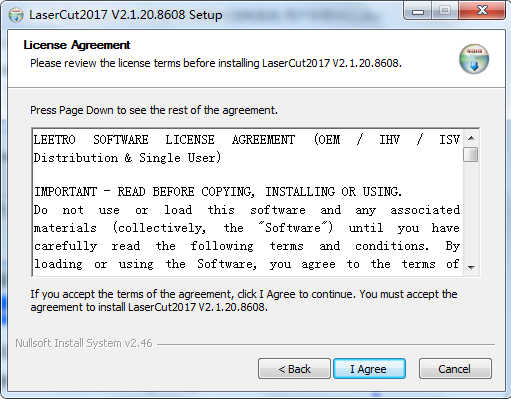 LaserCut2017 V2.1.20.8608 Setup
License Agreement
Please review the license terms before installing LaserCut2017 V2.1.20.8608.
Press Page Down to see the rest of the agreement.
LEETRO SOFTWARE LICENSE AGREEMENT (OEM / IHV / ISV
Distribution & Single User)
IMPORTANT - READ BEFORE COPYING, INSTALLING OR USING.
Do not use or load this software and any associated
materials (collectively, the "Software") until you have
carefully read the following terms and conditions. By
loading or using the Software, you agree to the terms of
If you accept the terms of the agreement, click I Agree to continue. You must accept the
agreement to install LaserCut2017 V2.1.20.8608.
Nullsoft Install System v2.46
< Back
I Agree
Cancel